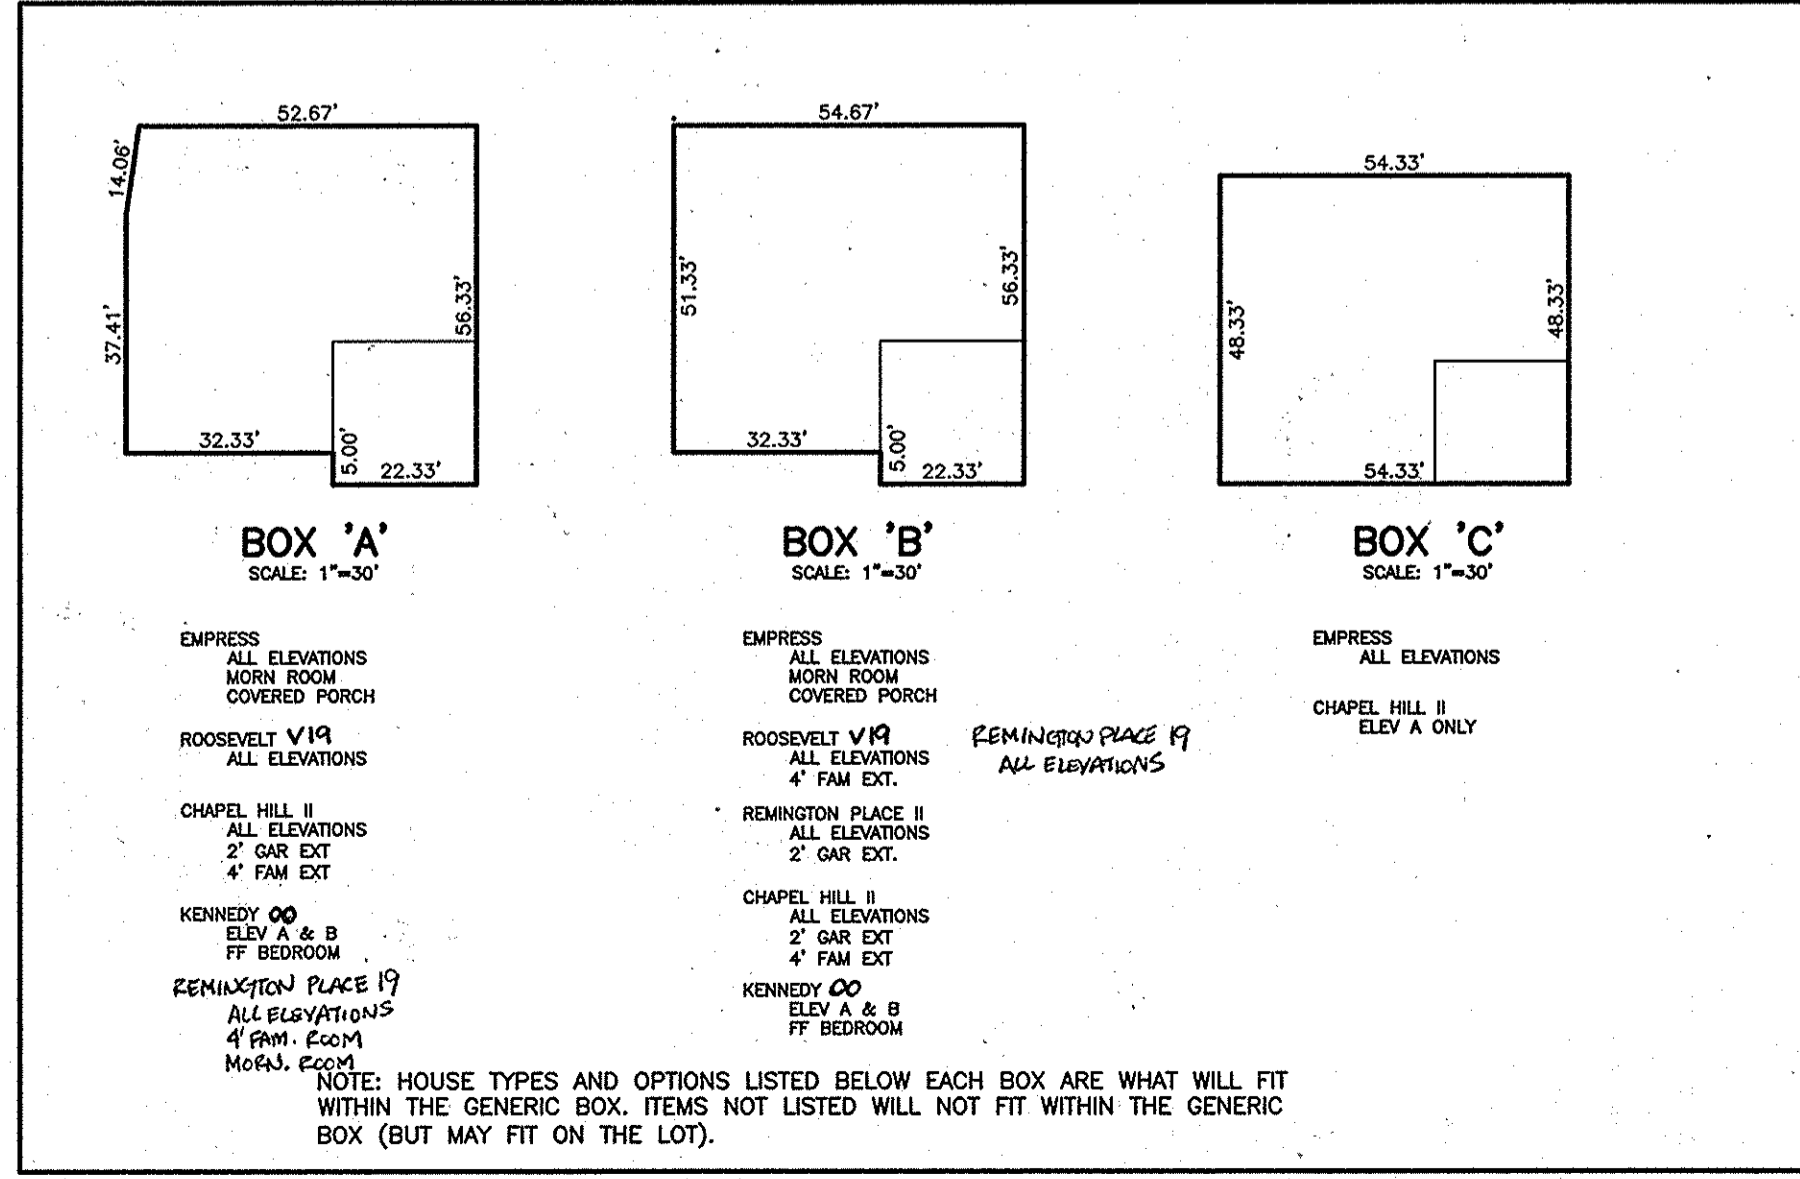 52.67'
14.06'
37.41'
56.33'
32.33'
5.00'
22.33'
BOX 'A'
SCALE: 1"=30'
EMPRESS
ALL ELEVATIONS
MORN ROOM
COVERED PORCH
ROOSEVELT V19
ALL ELEVATIONS
CHAPEL HILL II
ALL ELEVATIONS
2' GAR EXT
4' FAM EXT
KENNEDY 00
ELEV A & B
FF BEDROOM
REMINGTON PLACE 19
ALL ELEVATIONS
4' FAM. ROOM
MORN. ROOM
54.67'
51.33'
56.33'
32.33'
5.00'
22.33'
BOX 'B'
SCALE: 1"=30'
EMPRESS
ALL ELEVATIONS
MORN ROOM
COVERED PORCH
ROOSEVELT V19
ALL ELEVATIONS
4' FAM EXT.
REMINGTON PLACE II
ALL ELEVATIONS
2' GAR EXT.
CHAPEL HILL II
ALL ELEVATIONS
2' GAR EXT
4' FAM EXT
KENNEDY 00
ELEV A & B
FF BEDROOM
REMINGTON PLACE 19
ALL ELEVATIONS
54.33'
48.33'
48.33'
54.33'
BOX 'C'
SCALE: 1"=30'
EMPRESS
ALL ELEVATIONS
CHAPEL HILL II
ELEV A ONLY
NOTE: HOUSE TYPES AND OPTIONS LISTED BELOW EACH BOX ARE WHAT WILL FIT
WITHIN THE GENERIC BOX. ITEMS NOT LISTED WILL NOT FIT WITHIN THE GENERIC
BOX (BUT MAY FIT ON THE LOT).